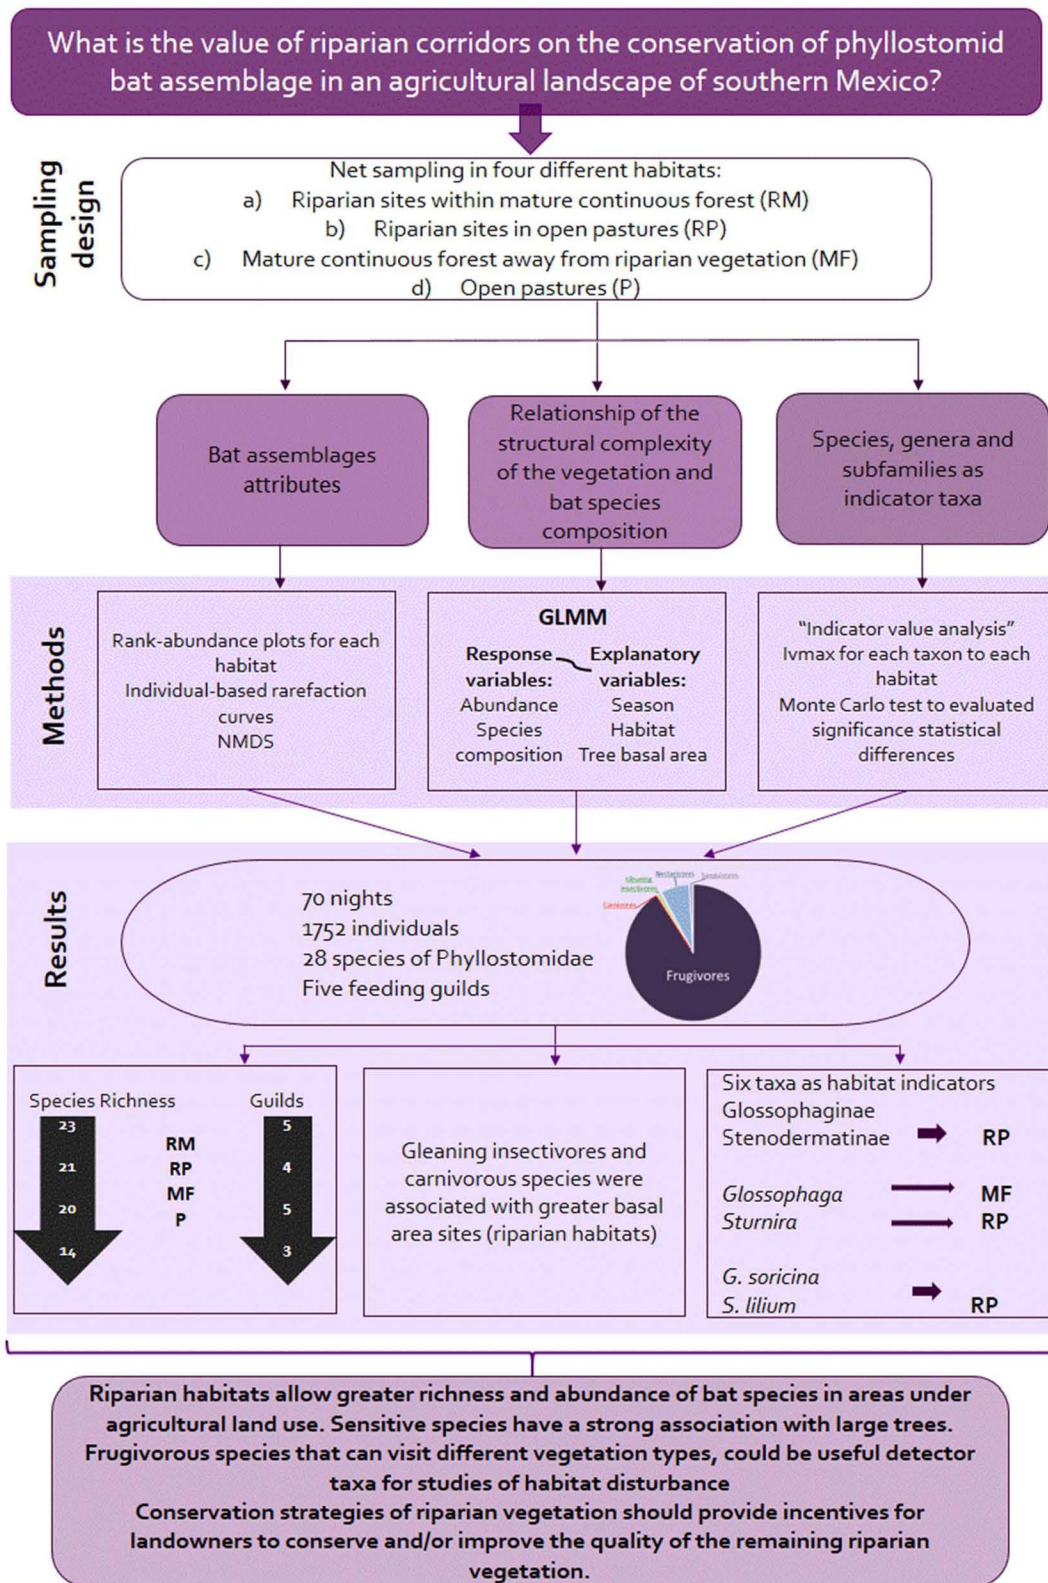 What is the value of riparian corridors on the conservation of phyllostomid
bat assemblage in an agricultural landscape of southern Mexico?
Sampling
design
Net sampling in four different habitats:
a) Riparian sites within mature continuous forest (RM)
b) Riparian sites in open pastures (RP)
c) Mature continuous forest away from riparian vegetation (MF)
d) Open pastures (P)
Bat assemblages
attributes
Relationship of the
structural complexity
of the vegetation and
bat species
composition
Species, genera and
subfamilies as
indicator taxa
Methods
Rank-abundance plots for each
habitat
Individual-based rarefaction
curves
NMDS
GLMM
Response
variables:
Abundance
Species
composition
Explanatory
variables:
Season
Habitat
Tree basal area
"Indicator value analysis"
Ivmax for each taxon to each
habitat
Monte Carlo test to evaluated
significance statistical
differences
Results
70 nights
1752 individuals
28 species of Phyllostomidae
Five feeding guilds
Carnivores
Gleaning
insectivores
Nectarivores
Frugivores
Species Richness
23
21
20
14
RM
RP
MF
P
Guilds
5
4
5
3
Gleaning insectivores and
carnivorous species were
associated with greater basal
area sites (riparian habitats)
Six taxa as habitat indicators
Glossophaginae
Stenodermatinae RP
Glossophaga MF
Sturnira RP
G. soricina
S. lilium RP
Riparian habitats allow greater richness and abundance of bat species in areas under
agricultural land use. Sensitive species have a strong association with large trees.
Frugivorous species that can visit different vegetation types, could be useful detector
taxa for studies of habitat disturbance
Conservation strategies of riparian vegetation should provide incentives for
landowners to conserve and/or improve the quality of the remaining riparian
vegetation.